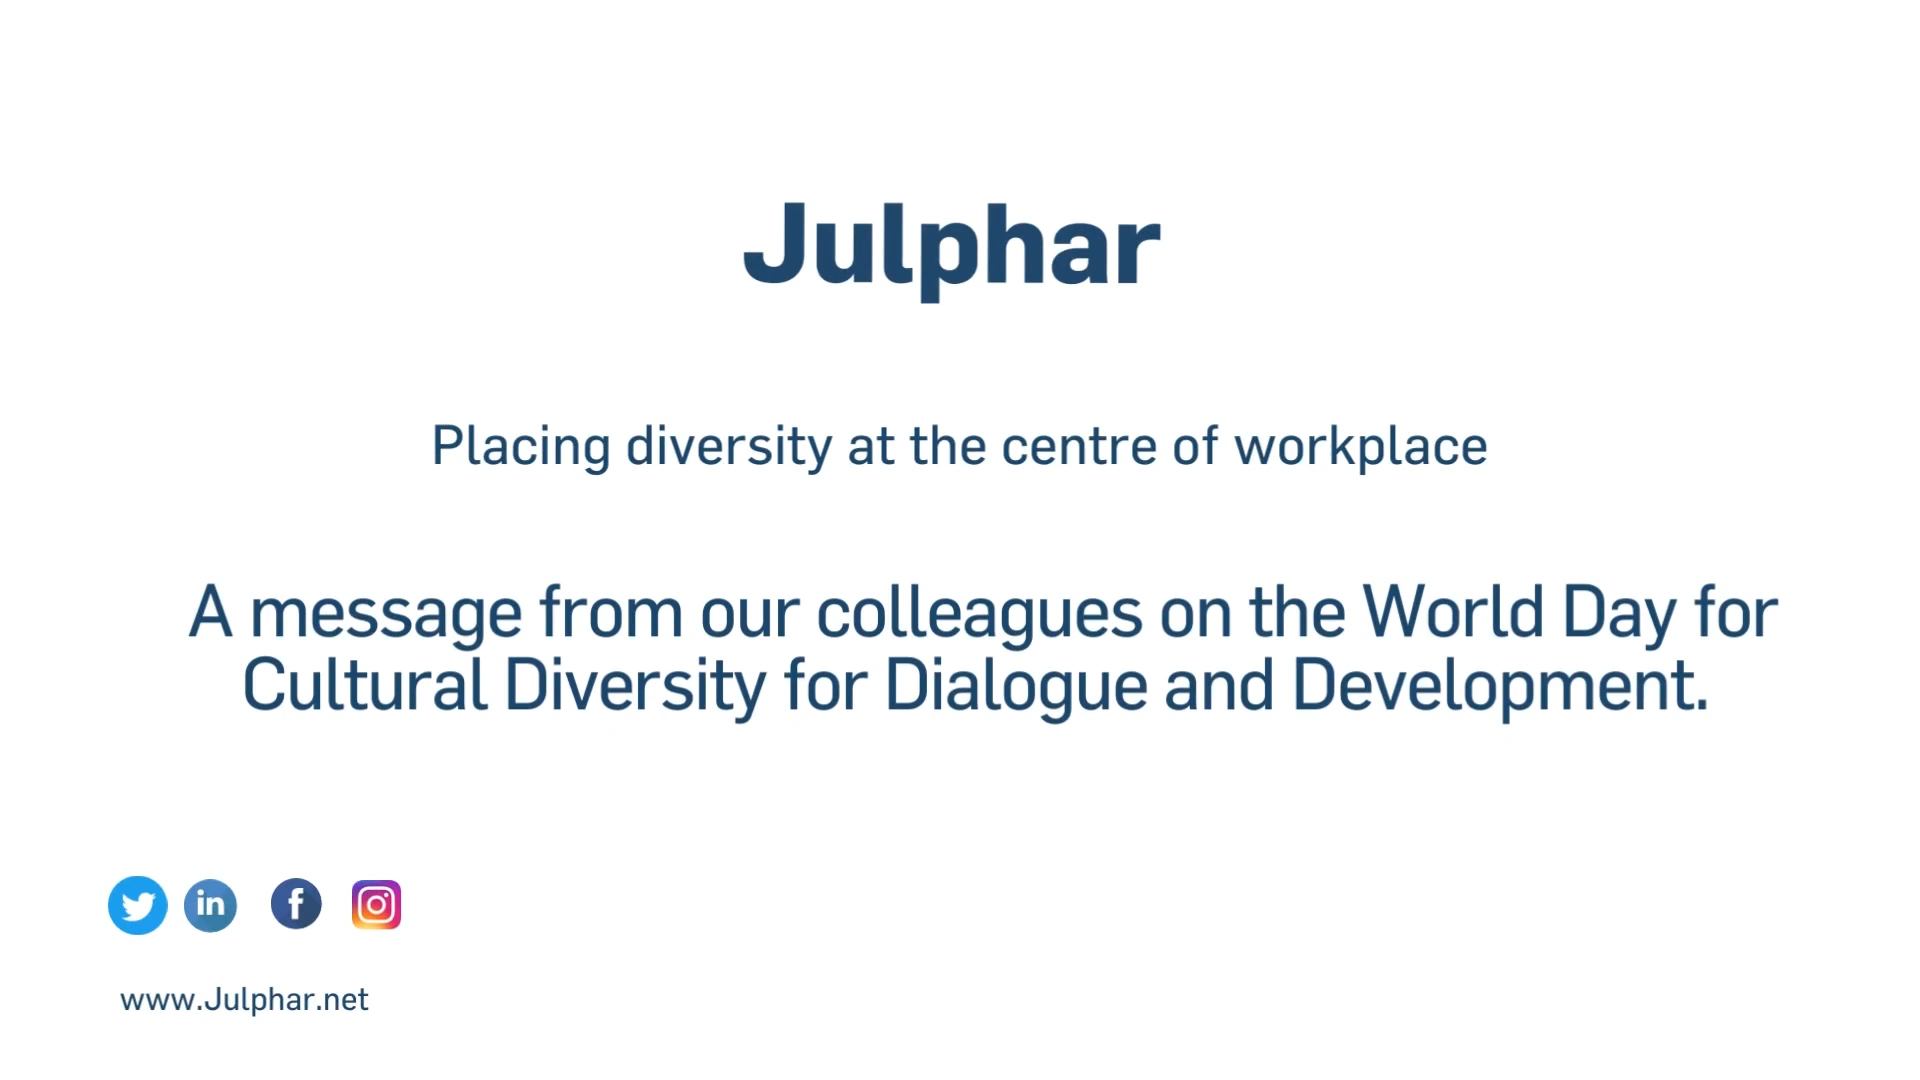 Julphar
Placing diversity at the centre of workplace
A message from our colleagues on the World Day for
Cultural Diversity for Dialogue and Development.
in f
www.Julphar.net